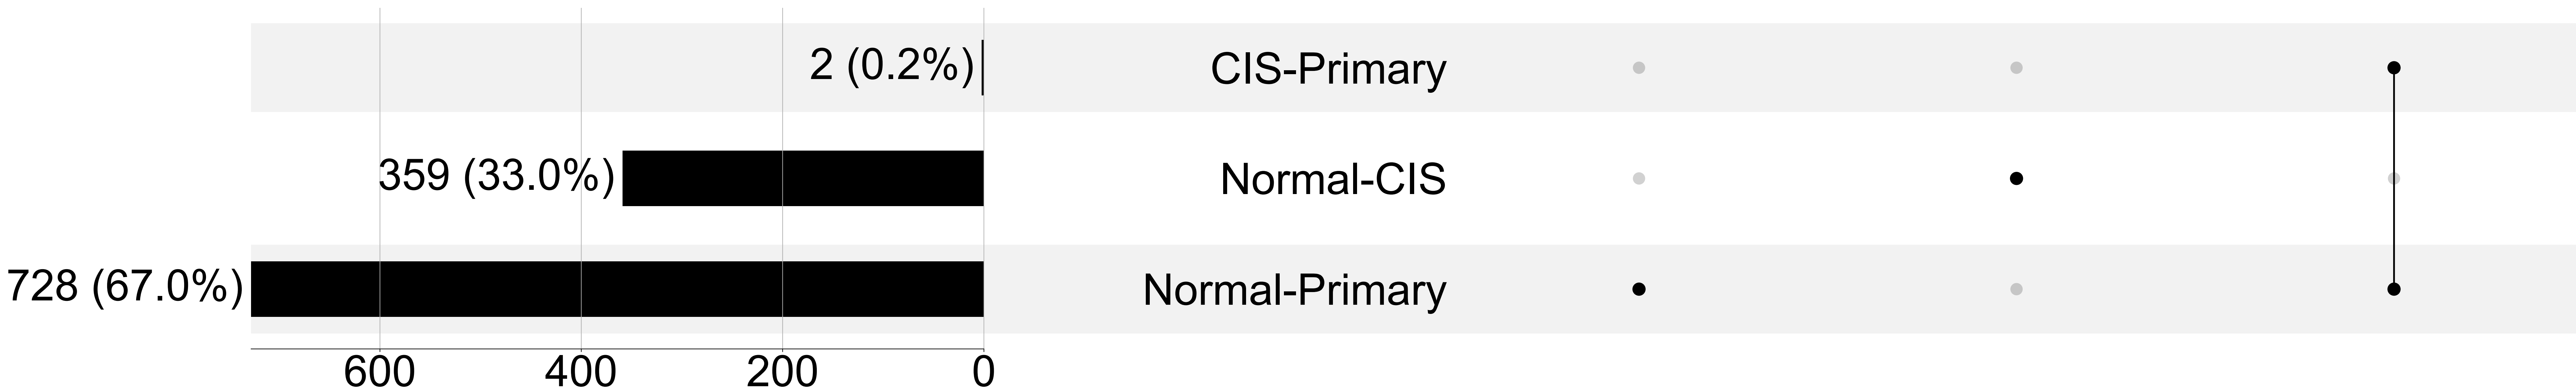 2 (0.2%) CIS-Primary
359 (33.0%) Normal-CIS
728 (67.0%) Normal-Primary
600 400 200 0